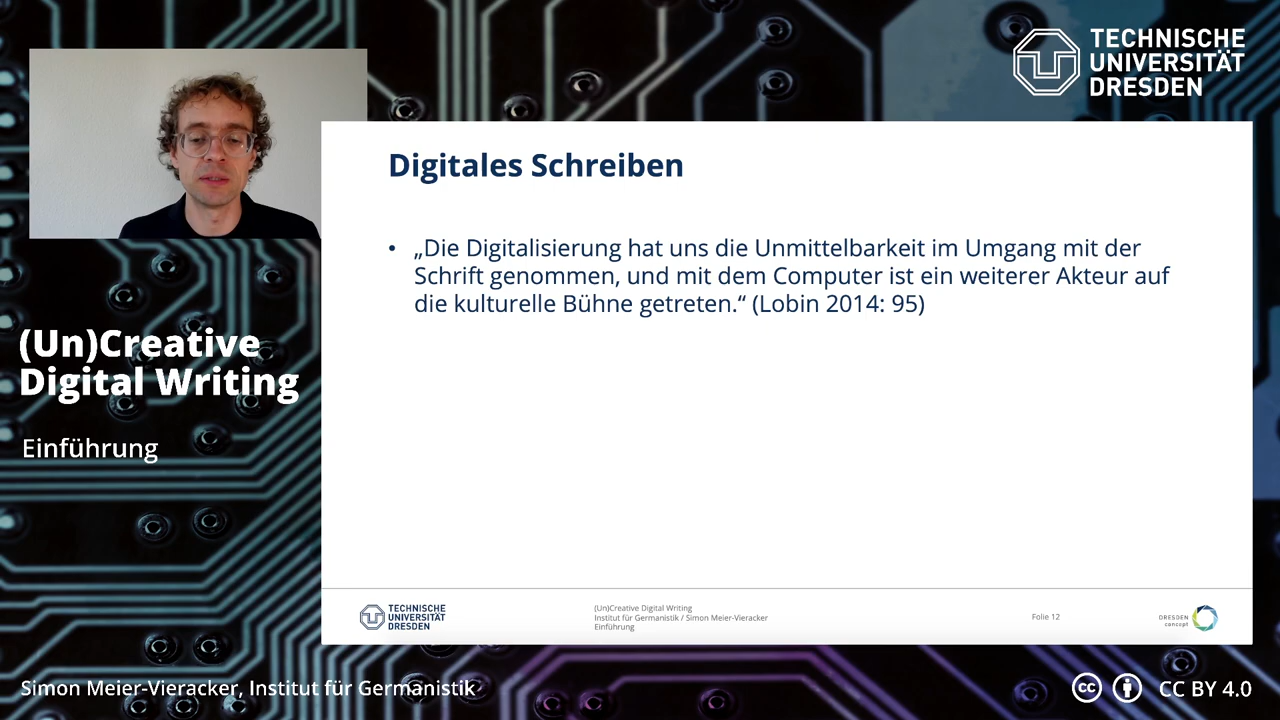 TECHNISCHE
UNIVERSITÄT
DRESDEN
Digitales Schreiben
• „Die Digitalisierung hat uns die Unmittelbarkeit im Umgang mit der
Schrift genommen, und mit dem Computer ist ein weiterer Akteur auf
die kulturelle Bühne getreten.“ (Lobin 2014: 95)
(Un)Creative
Digital Writing
Einführung
TECHNISCHE
UNIVERSITÄT
DRESDEN
(Un)Creative Digital Writing
Institut für Germanistik / Simon Meier-Vieracker
Einführung
Folie 12
DRESDEN
concept
Simon Meier-Vieracker, Institut für Germanistik
cc
CC BY 4.0